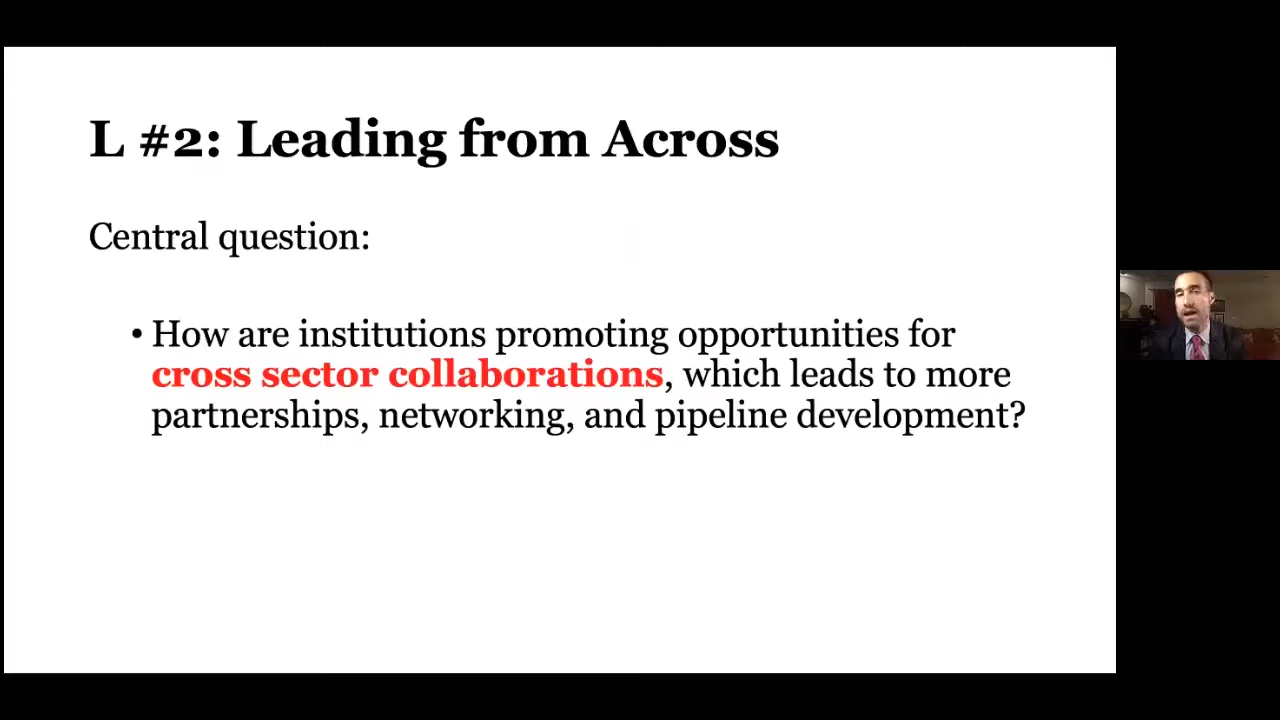 L #2: Leading from Across
Central question:
• How are institutions promoting opportunities for
cross sector collaborations, which leads to more
partnerships, networking, and pipeline development?